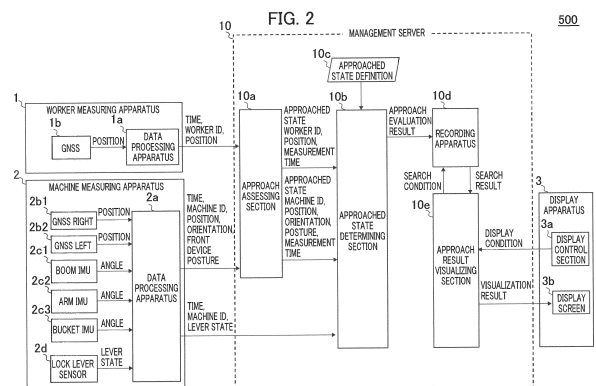 FIG. 2
500
10
MANAGEMENT SERVER
10c
APPROACHED
STATE DEFINITION
1
WORKER MEASURING APPARATUS
1b
GNSS
POSITION
1a
DATA
PROCESSING
APPARATUS
TIME,
WORKER ID,
POSITION
2
MACHINE MEASURING APPARATUS
2a
2b1
GNSS RIGHT
POSITION
2b2
GNSS LEFT
POSITION
2c1
BOOM IMU
ANGLE
2c2
ARM IMU
ANGLE
2c3
BUCKET IMU
ANGLE
2d
LOCK LEVER
SENSOR
LEVER
STATE
DATA
PROCESSING
APPARATUS
TIME,
MACHINE ID,
POSITION,
ORIENTATION,
FRONT
DEVICE
POSTURE
TIME,
MACHINE ID,
LEVER STATE
10a
APPROACH
ASSESSING
SECTION
APPROACHED
STATE
WORKER ID,
POSITION,
MEASUREMENT
TIME
APPROACHED
STATE
MACHINE ID,
POSITION,
ORIENTATION,
POSTURE,
MEASUREMENT
TIME
10b
APPROACHED
STATE
DETERMINING
SECTION
APPROACH
EVALUATION
RESULT
10d
RECORDING
APPARATUS
SEARCH
CONDITION
SEARCH
RESULT
10e
APPROACH
RESULT
VISUALIZING
SECTION
DISPLAY
CONDITION
VISUALIZATION
RESULT
3
DISPLAY
APPARATUS
3a
DISPLAY
CONTROL
SECTION
3b
DISPLAY
SCREEN